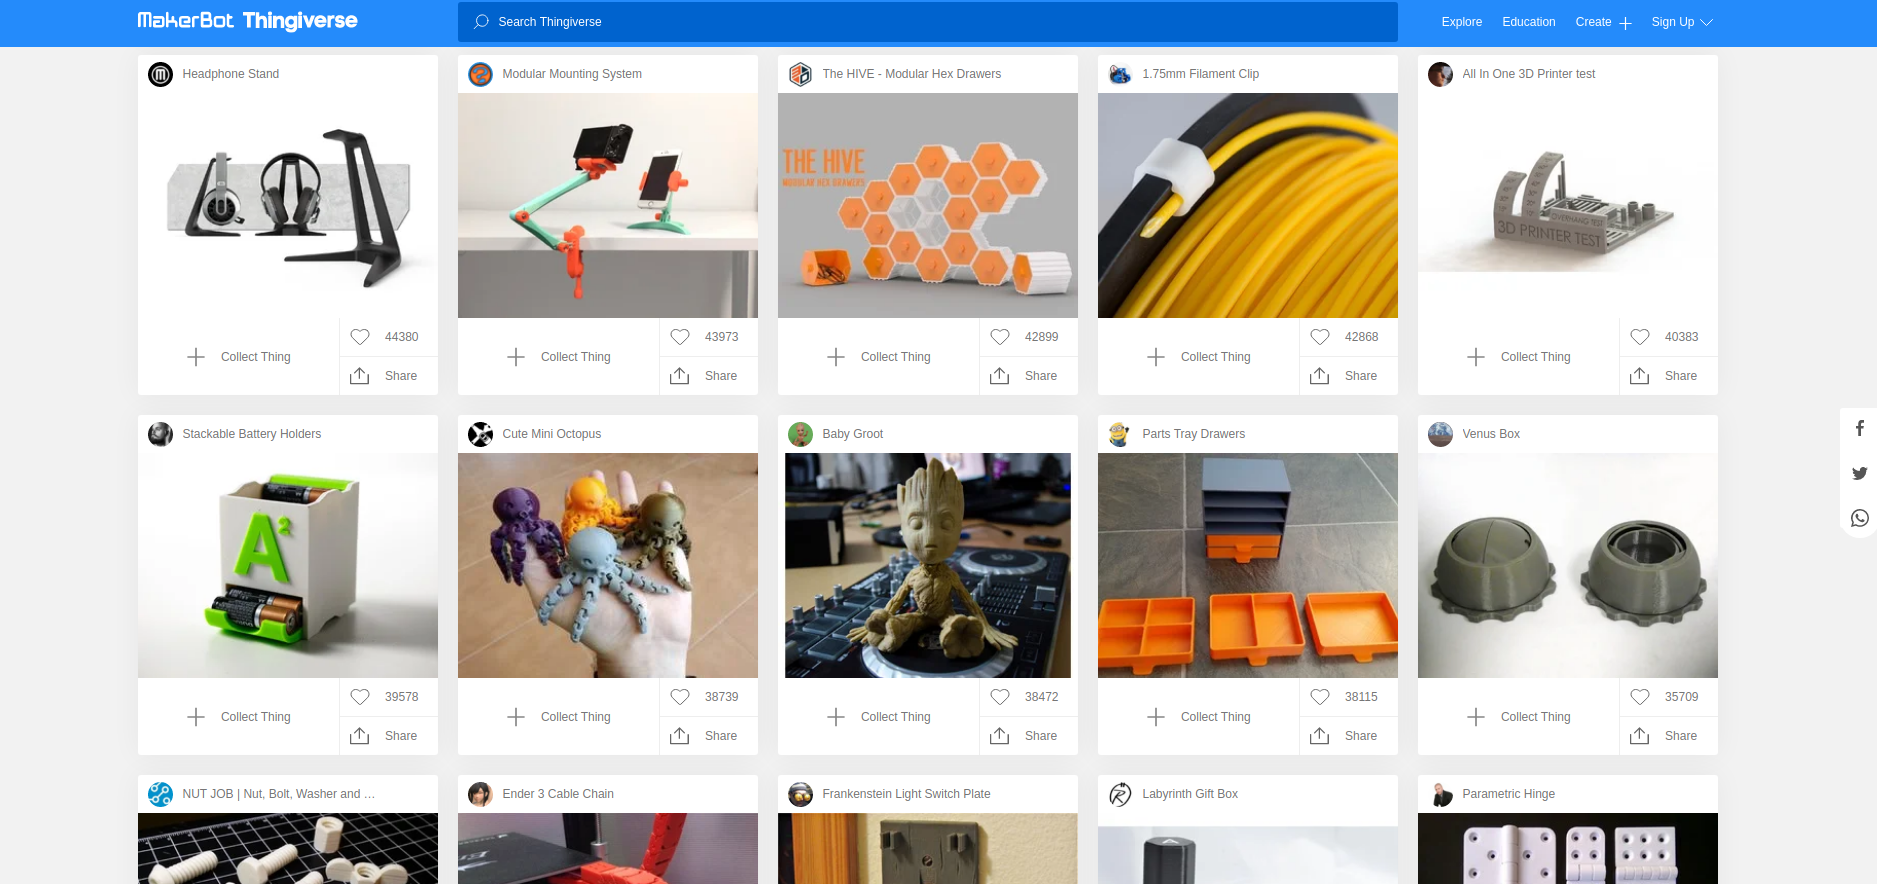 MakerBot Thingiverse
Search Thingiverse
Explore
Education
Create
Sign Up
Headphone Stand
Modular Mounting System
The HIVE - Modular Hex Drawers
1.75mm Filament Clip
All In One 3D Printer test
THE HIVE
MODULAR HEX DRAWERS
OVERHANG TEST
3D PRINTER TEST
Collect Thing
44380
Share
Collect Thing
43973
Share
Collect Thing
42899
Share
Collect Thing
42868
Share
Collect Thing
40383
Share
Stackable Battery Holders
Cute Mini Octopus
Baby Groot
Parts Tray Drawers
Venus Box
A2
Collect Thing
39578
Share
Collect Thing
38739
Share
Collect Thing
38472
Share
Collect Thing
38115
Share
Collect Thing
35709
Share
NUT JOB | Nut, Bolt, Washer and …
Ender 3 Cable Chain
Frankenstein Light Switch Plate
Labyrinth Gift Box
Parametric Hinge